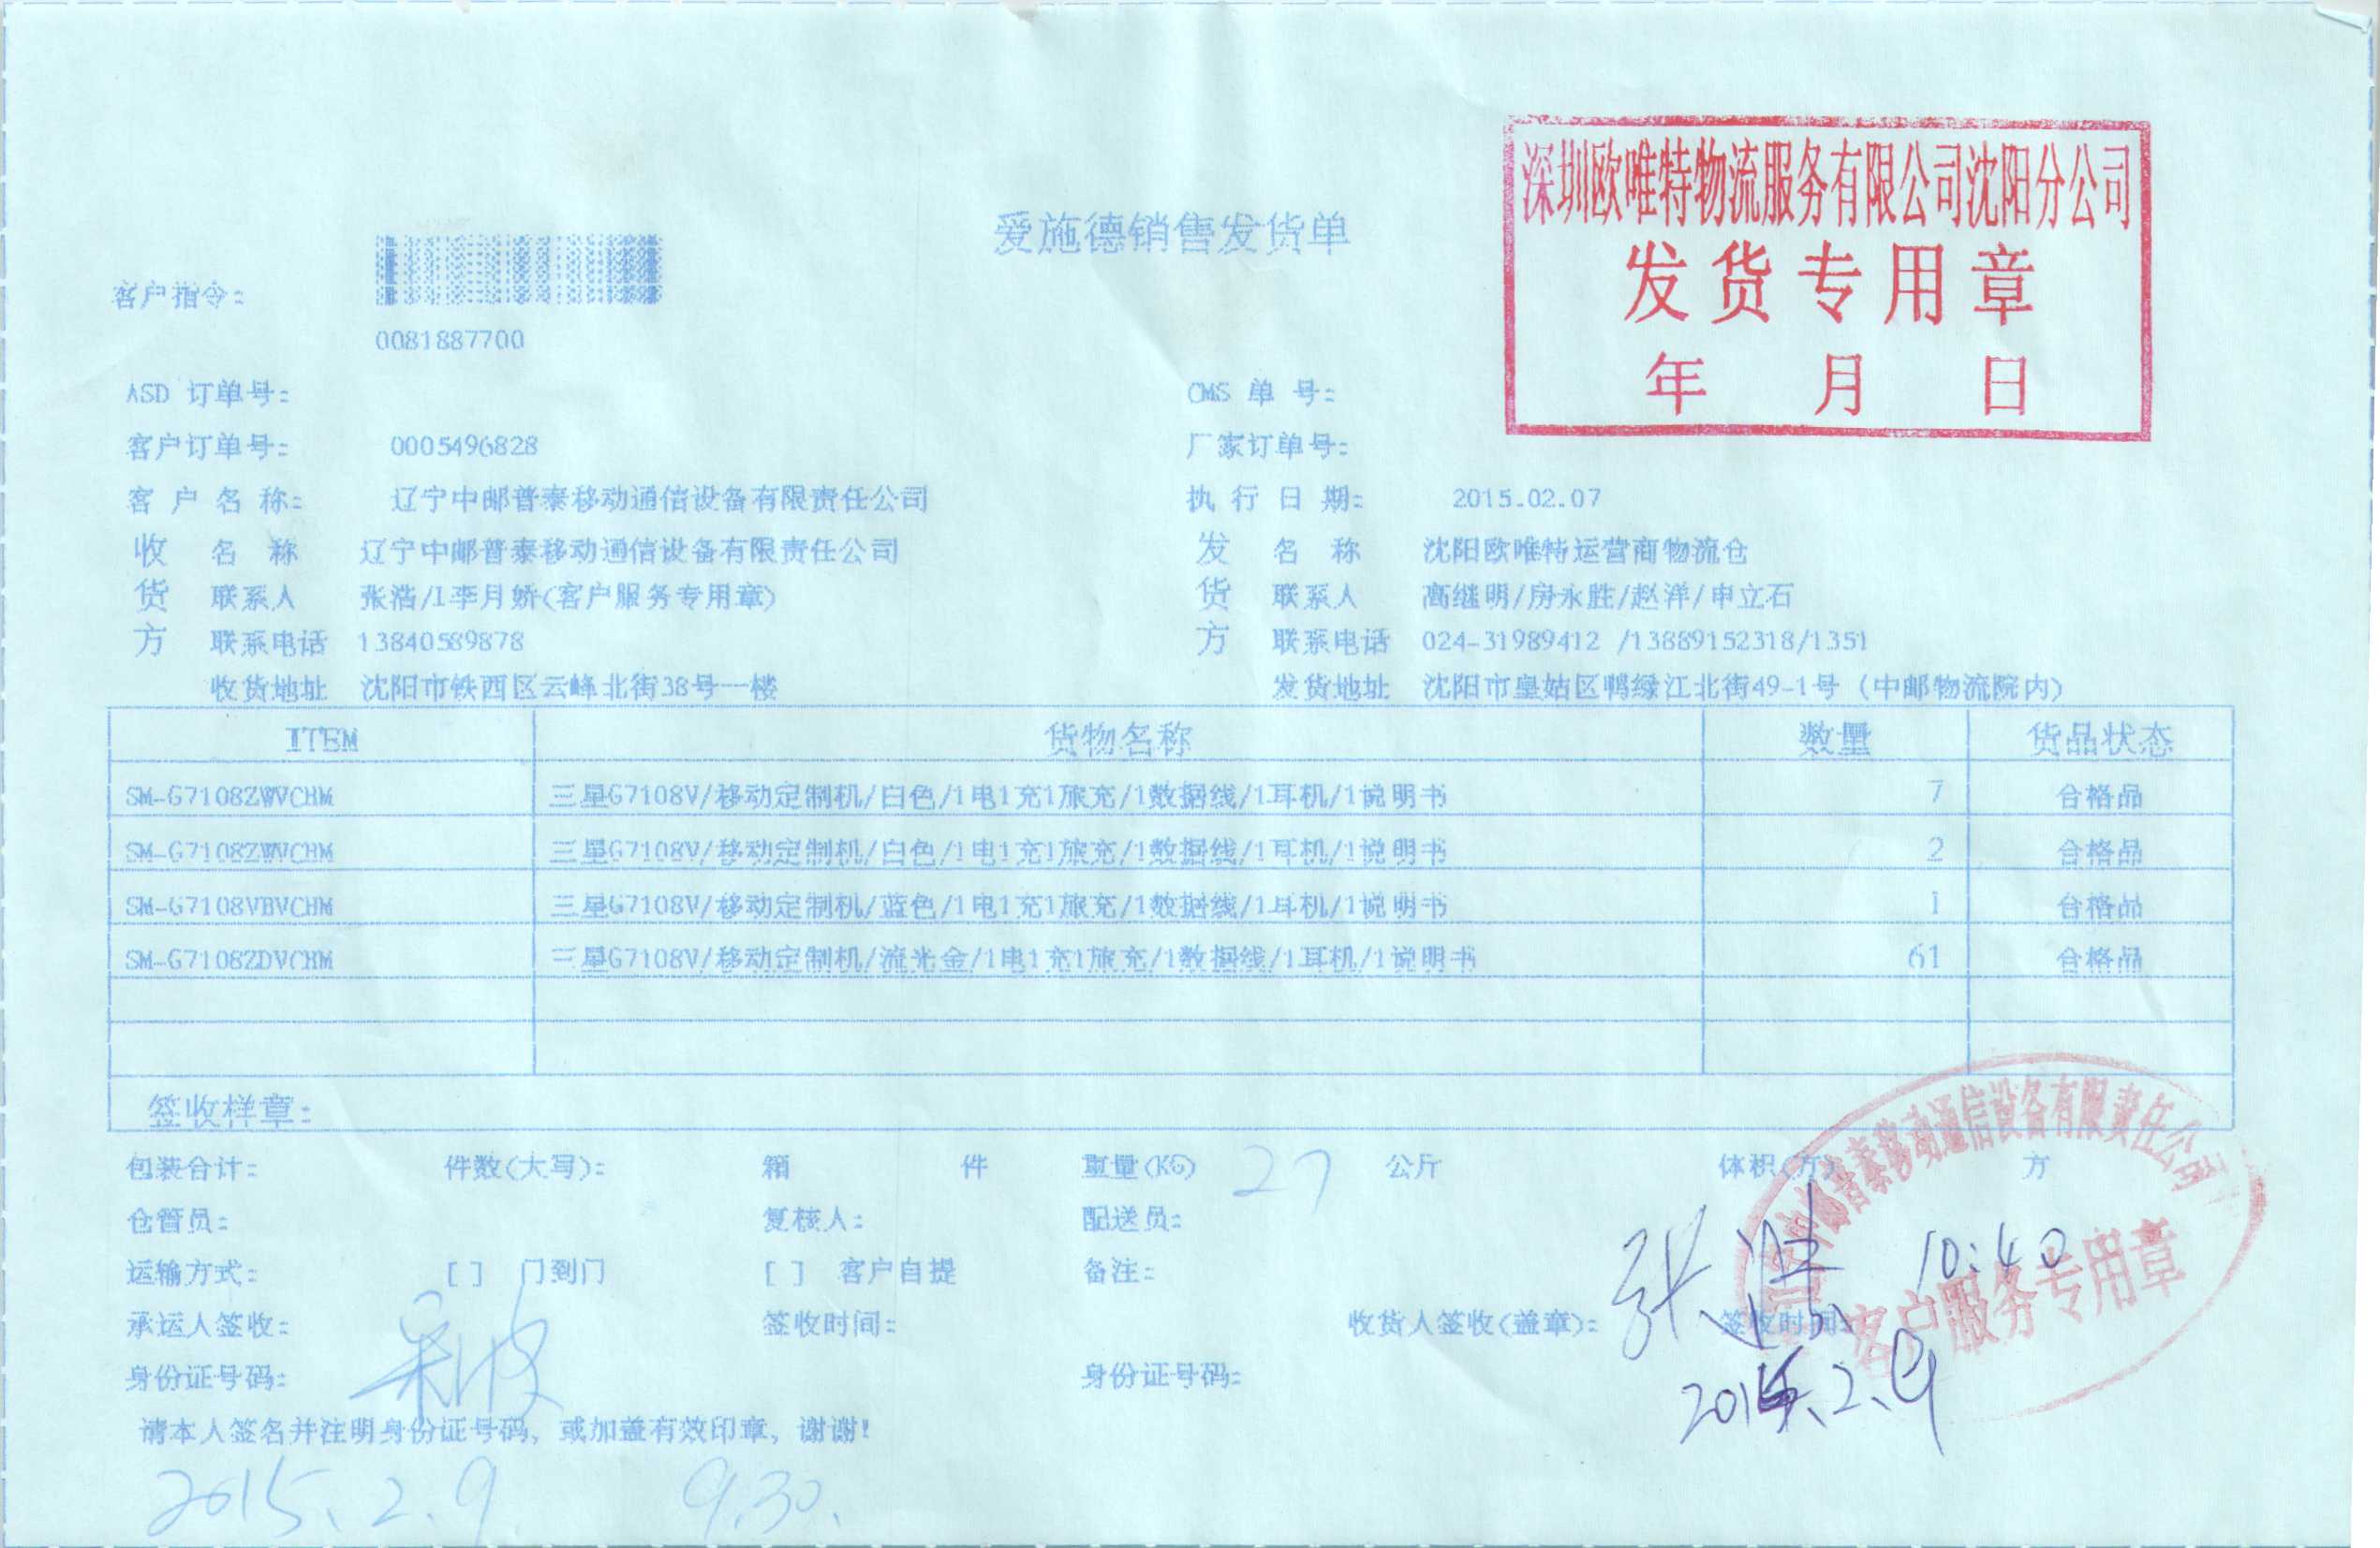 深圳欧唯特物流服务有限公司沈阳分公司
发货专用章
年 月 日
爱施德销售发货单
客户指令:
0081887700
ASD 订单号: OMS 单 号:
客户订单号: 0005496828 厂家订单号:
客 户 名 称: 辽宁中邮普泰移动通信设备有限责任公司 执 行 日 期: 2015.02.07
收 名 称 辽宁中邮普泰移动通信设备有限责任公司 发 名 称 沈阳欧唯特运营商物流仓
货 联系人 张浩/1李月娇(客户服务专用章) 货 联系人 高继明/房永胜/赵洋/申立石
方 联系电话 13840589878 方 联系电话 024-31989412 /13889152318/1351
收货地址 沈阳市铁西区云峰北街38号一楼 发货地址 沈阳市皇姑区鸭绿江北街49-1号 (中邮物流院内)
ITEM 货物名称 数量 货品状态
SM-G7108ZWVCHM 三星G7108V/移动定制机/白色/1电1充1旅充/1数据线/1耳机/1说明书 7 合格品
SM-G7108ZWVCHM 三星G7108V/移动定制机/白色/1电1充1旅充/1数据线/1耳机/1说明书 2 合格品
SM-G7108VBVCHM 三星G7108V/移动定制机/蓝色/1电1充1旅充/1数据线/1耳机/1说明书 1 合格品
SM-G7108ZDVCHM 三星G7108V/移动定制机/流光金/1电1充1旅充/1数据线/1耳机/1说明书 61 合格品
签收样章:
包装合计: 件数(大写): 箱 件 重量(KG) 27 公斤 体积(方) 方
仓管员: 复核人: 配送员:
运输方式: [ ] 门到门 [ ] 客户自提 备注:
承运人签收: 签收时间: 收货人签收(盖章): 张浩 签收时间: 10:40
身份证号码: 身份证号码: 2015.2.9
请本人签名并注明身份证号码, 或加盖有效印章, 谢谢!
2015.2.9 9.30.
普泰移动通信设备有限责任公司
客户服务专用章